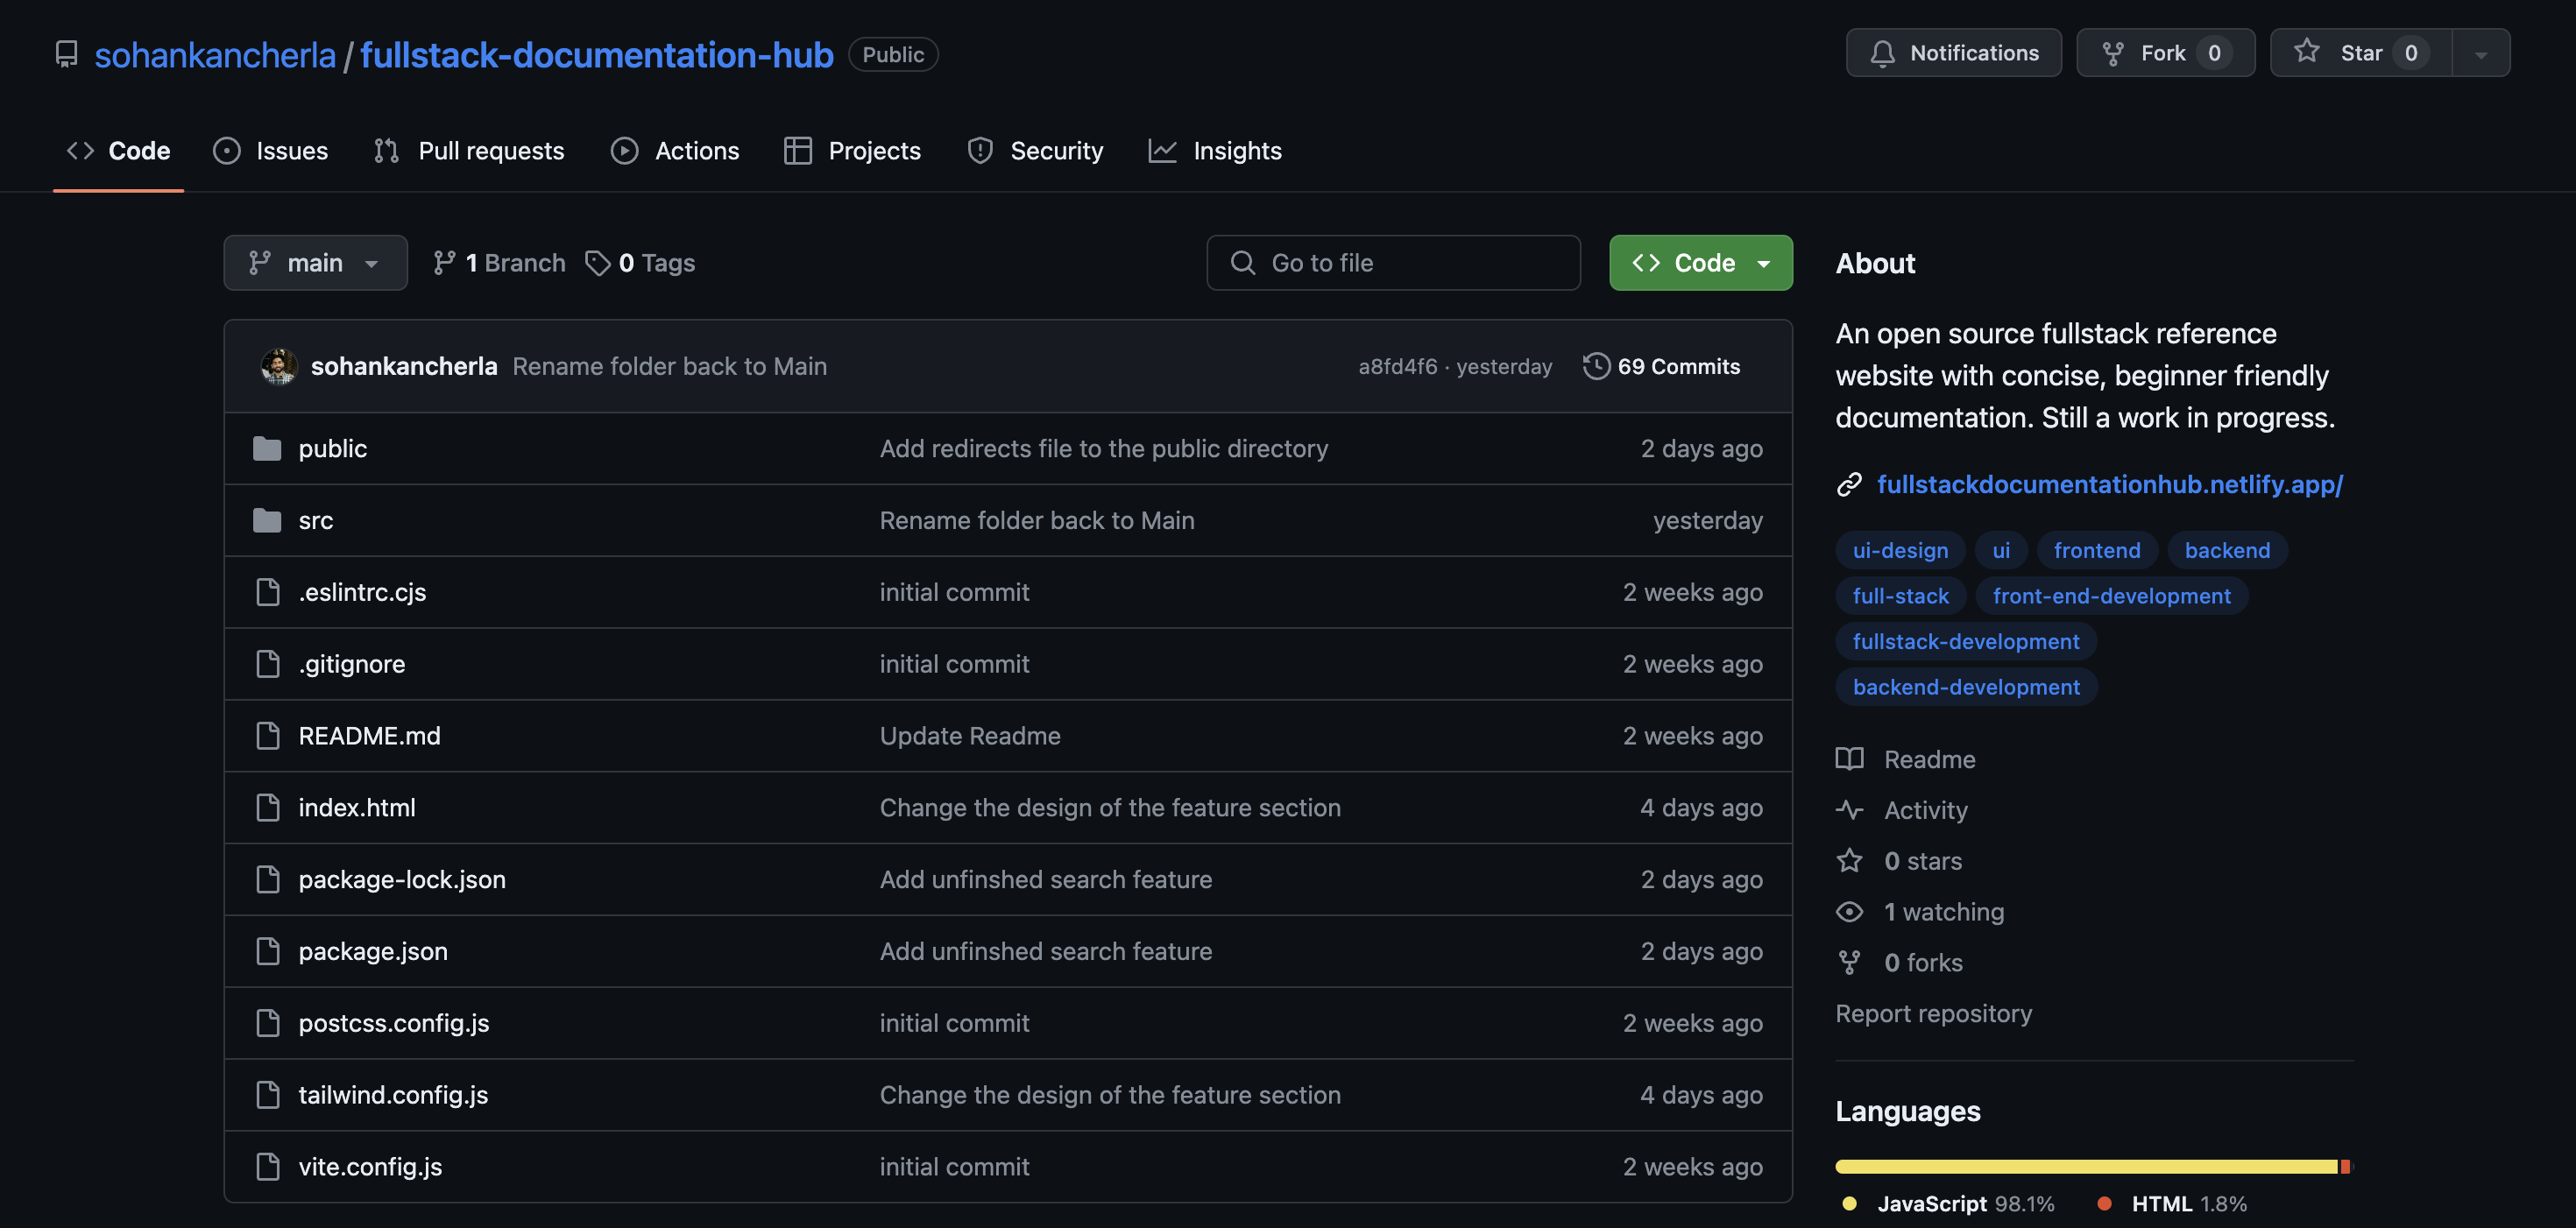 sohankancherla / fullstack-documentation-hub Public
Notifications Fork 0 Star 0
Code Issues Pull requests Actions Projects Security Insights
main 1 Branch 0 Tags Go to file Code
sohankancherla Rename folder back to Main a8fd4f6 · yesterday 69 Commits
public Add redirects file to the public directory 2 days ago
src Rename folder back to Main yesterday
.eslintrc.cjs initial commit 2 weeks ago
.gitignore initial commit 2 weeks ago
README.md Update Readme 2 weeks ago
index.html Change the design of the feature section 4 days ago
package-lock.json Add unfinshed search feature 2 days ago
package.json Add unfinshed search feature 2 days ago
postcss.config.js initial commit 2 weeks ago
tailwind.config.js Change the design of the feature section 4 days ago
vite.config.js initial commit 2 weeks ago
About
An open source fullstack reference
website with concise, beginner friendly
documentation. Still a work in progress.
fullstackdocumentationhub.netlify.app/
ui-design ui frontend backend
full-stack front-end-development
fullstack-development
backend-development
Readme
Activity
0 stars
1 watching
0 forks
Report repository
Languages
JavaScript 98.1% HTML 1.8%